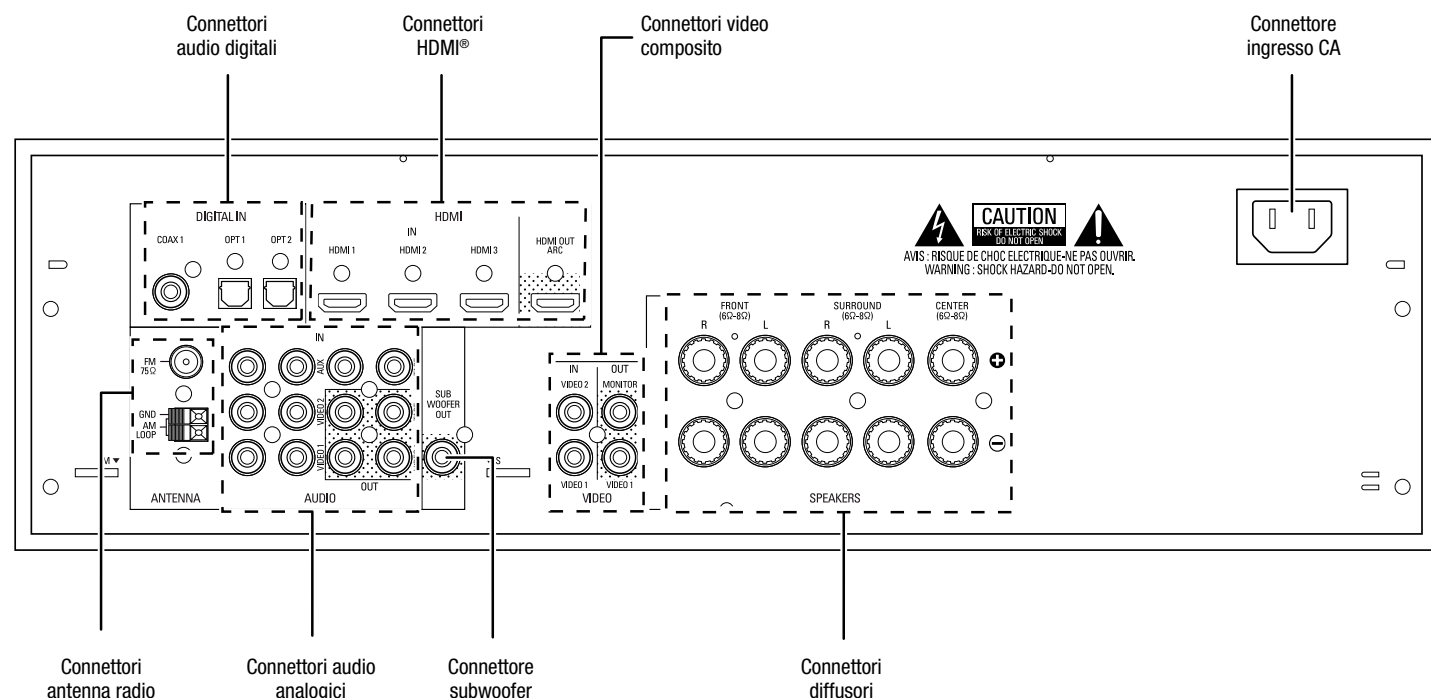 Connettori
audio digitali
Connettori
HDMI®
Connettori video
composito
Connettore
ingresso CA
DIGITAL IN
COAX 1
OPT 1
OPT 2
HDMI
IN
HDMI 1
HDMI 2
HDMI 3
HDMI OUT
ARC
CAUTION
RISK OF ELECTRIC SHOCK
DO NOT OPEN
AVIS : RISQUE DE CHOC ELECTRIQUE-NE PAS OUVRIR.
WARNING : SHOCK HAZARD-DO NOT OPEN.
FM
75Ω
GND
AM
LOOP
M
ANTENNA
IN
AUX
VIDEO 2
VIDEO 1
OUT
AUDIO
SUB
WOOFER
OUT
S
IN
OUT
VIDEO 2
MONITOR
VIDEO 1
VIDEO 1
VIDEO
FRONT
(6Ω-8Ω)
R
L
SURROUND
(6Ω-8Ω)
R
L
CENTER
(6Ω-8Ω)
SPEAKERS
Connettori
antenna radio
Connettori audio
analogici
Connettore
subwoofer
Connettori
diffusori